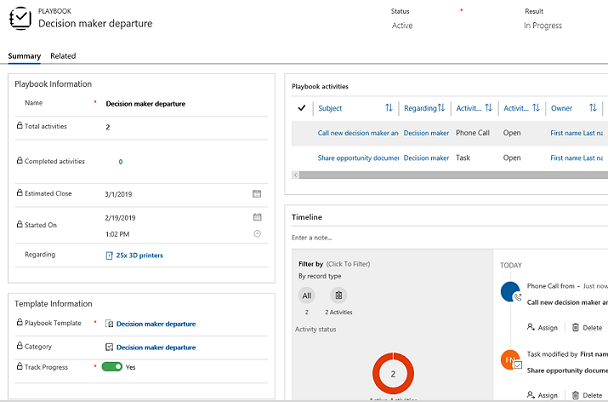 PLAYBOOK
Decision maker departure
Status * Result
Active In Progress
Summary Related
Playbook Information
Name * Decision maker departure
Total activities 2
Completed activities 0
Estimated Close 3/1/2019
Started On 2/19/2019
1:02 PM
Regarding 25x 3D printers
Template Information
Playbook Template * Decision maker departure
Category Decision maker departure
Track Progress * Yes
Playbook activities
Subject Regarding Activit... Activit... Owner
Call new decision maker an Decision maker Phone Call Open First name Last na
Share opportunity docume Decision maker Task Open First name Last na
Timeline
Enter a note...
Filter by (Click To Filter)
By record type
All
2 2 Activities
Activity status
2
TODAY
Phone Call from - Just now
Call new decision maker an
Assign Delete
FN Task modified by First nam
Share opportunity docume
Assign Delete